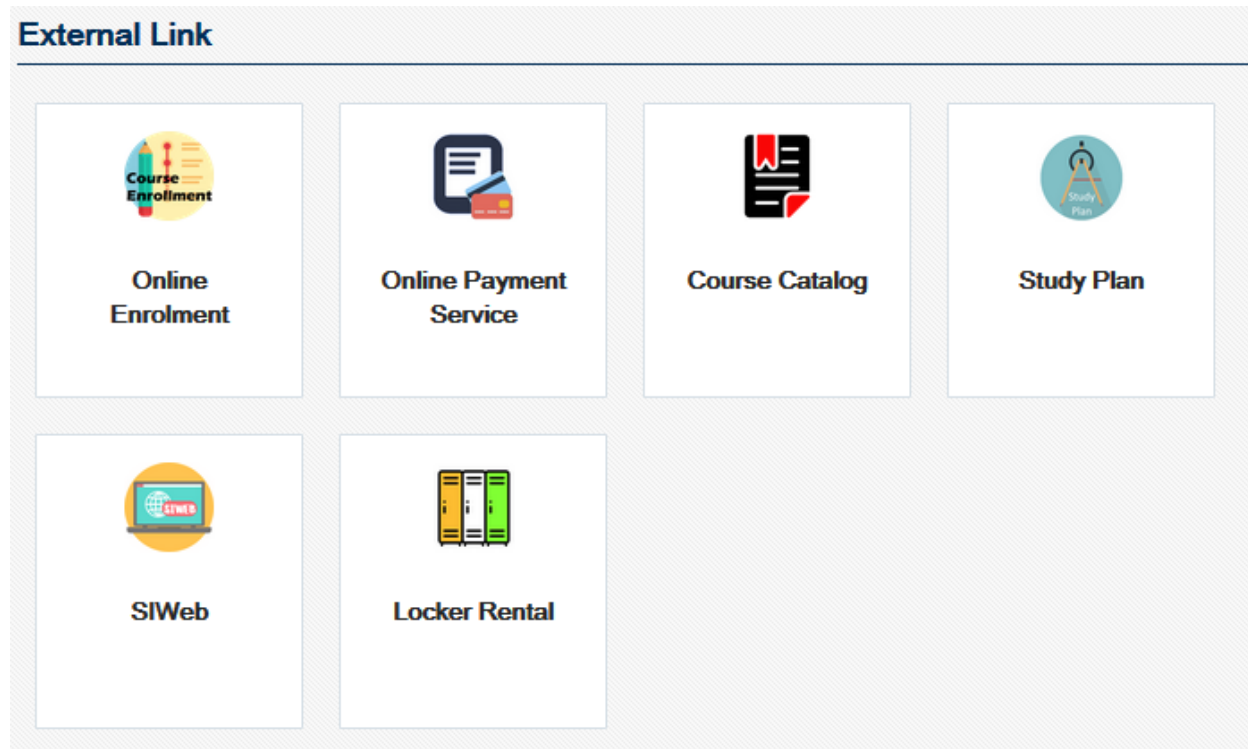 External Link
Course
Enrollment
Study
Plan
Online
Enrolment
Online Payment
Service
Course Catalog
Study Plan
SIWEB
SIWeb
Locker Rental